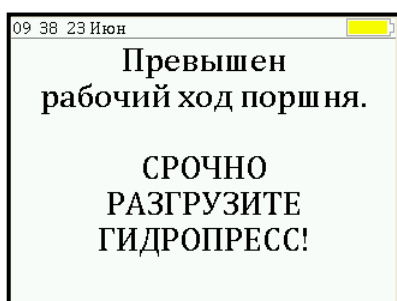 09 38 23 Июн
Превышен
рабочий ход поршня.
СРОЧНО
РАЗГРУЗИТЕ
ГИДРОПРЕСС!